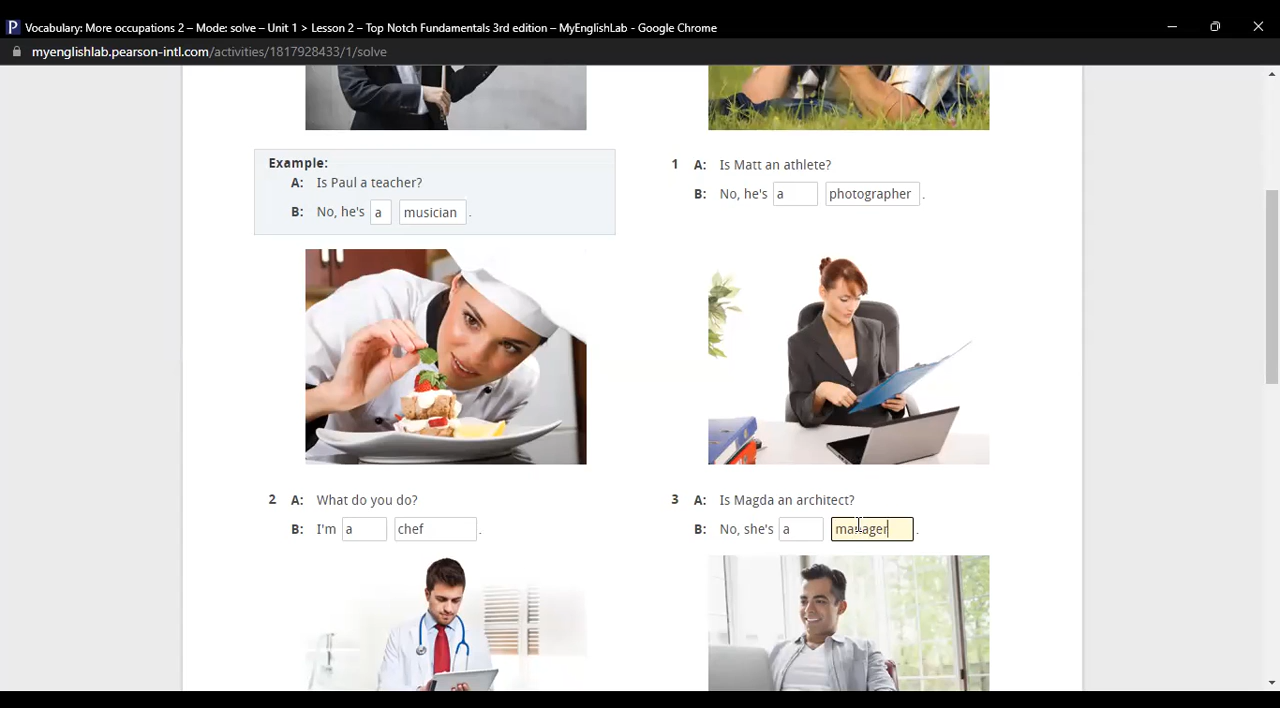 Vocabulary: More occupations 2 – Mode: solve – Unit 1 > Lesson 2 – Top Notch Fundamentals 3rd edition – MyEnglishLab - Google Chrome
myenglishlab.pearson-intl.com/activities/1817928433/1/solve
Example:
A: Is Paul a teacher?
B: No, he's a musician .
1 A: Is Matt an athlete?
B: No, he's a photographer .
2 A: What do you do?
B: I'm a chef .
3 A: Is Magda an architect?
B: No, she's a manager .